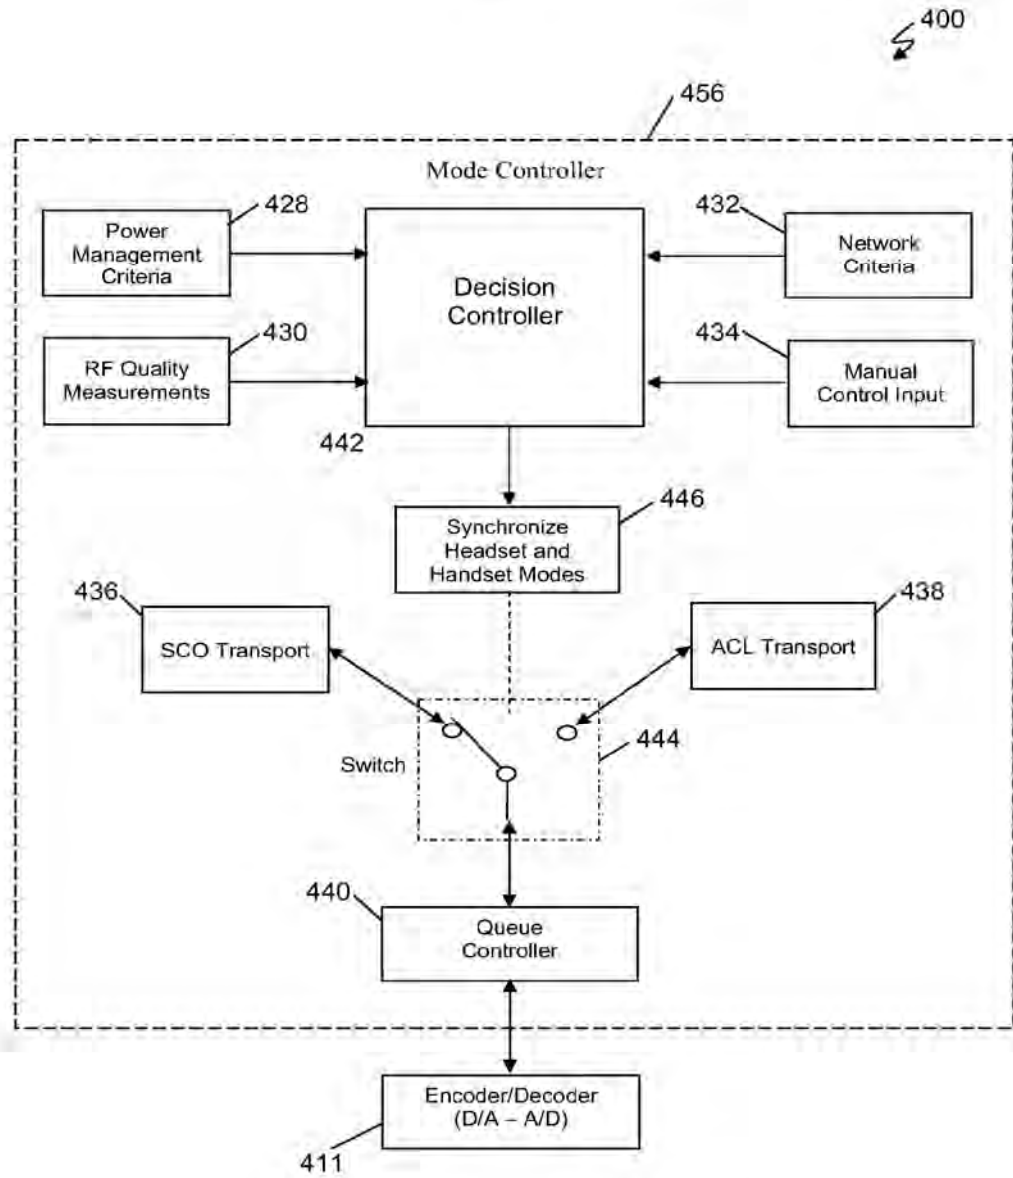 400
456
Mode Controller
428
Power
Management
Criteria
Decision
Controller
432
Network
Criteria
430
RF Quality
Measurements
434
Manual
Control Input
442
446
Synchronize
Headset and
Handset Modes
436
SCO Transport
438
ACL Transport
Switch
444
440
Queue
Controller
Encoder/Decoder
(D/A – A/D)
411